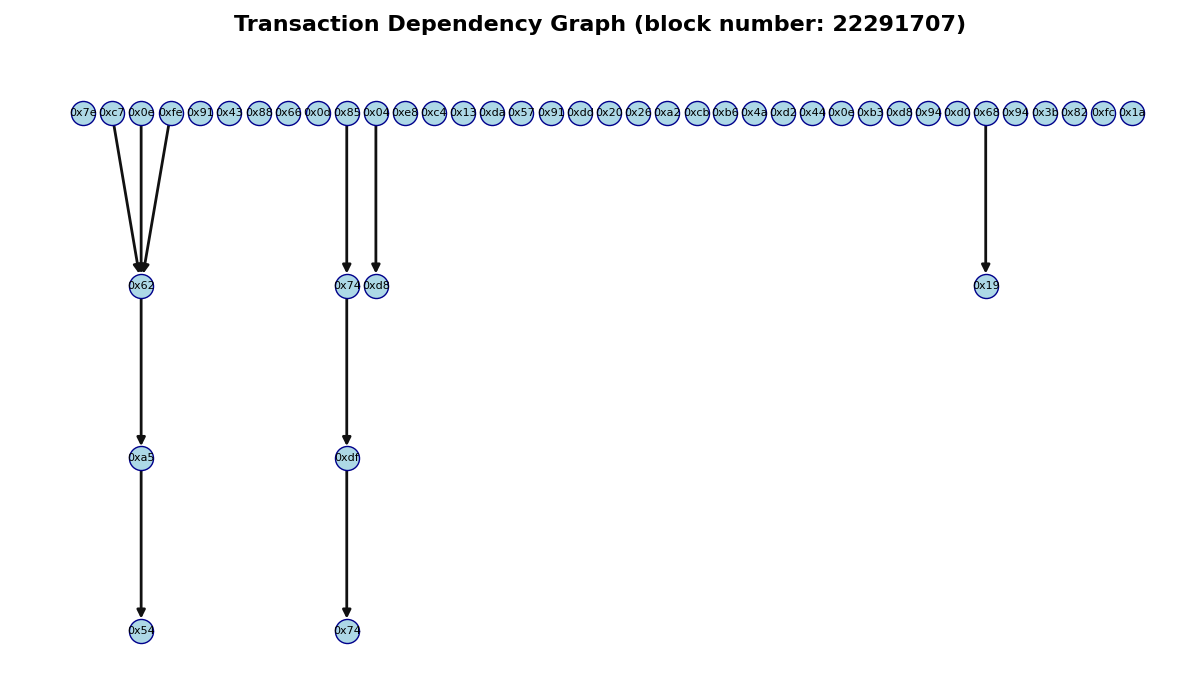 Transaction Dependency Graph (block number: 22291707)
0x7e 0xc7 0x0e 0xfe 0x91 0x43 0x88 0x66 0x0d 0x85 0x04 0xe8 0xc4 0x13 0xda 0x57 0x91 0xdd 0x20 0x26 0xa2 0xcb 0xb6 0x4a 0xd2 0x44 0x0e 0xb3 0xd8 0x94 0xd0 0x68 0x94 0x3b 0x82 0xfc 0x1a
0x62 0x74 0xd8 0x19
0xa5 0xdf
0x54 0x74